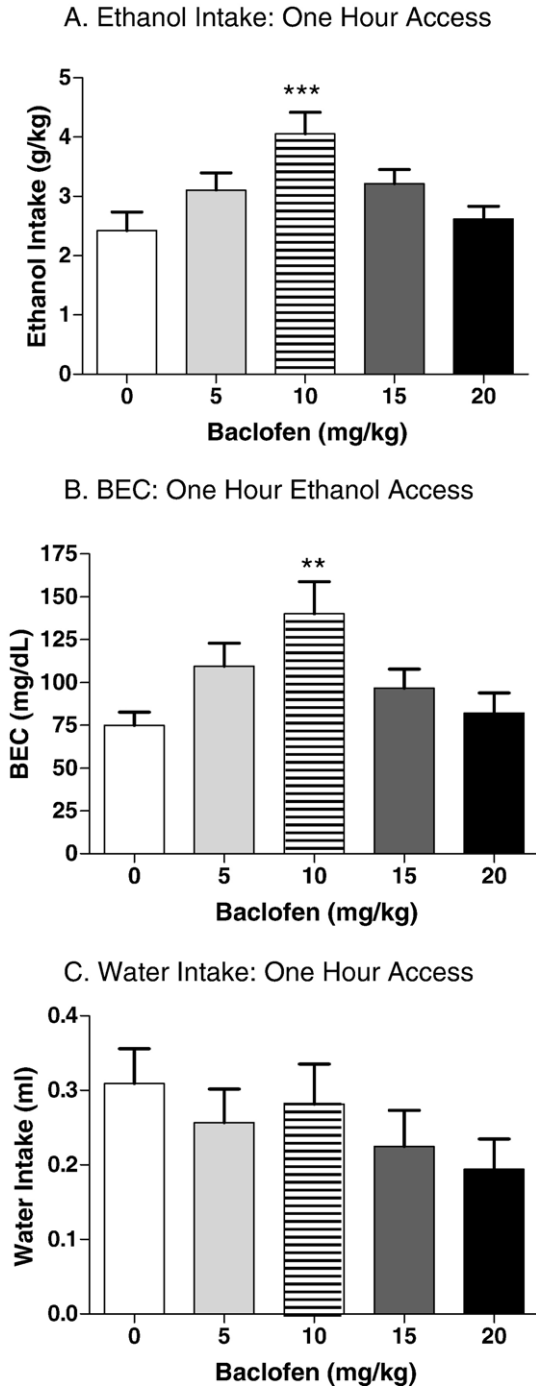 A. Ethanol Intake: One Hour Access
***
5
4
3
2
1
0
Ethanol Intake (g/kg)
0 5 10 15 20
Baclofen (mg/kg)
B. BEC: One Hour Ethanol Access
**
175
150
125
100
75
50
25
0
BEC (mg/dL)
0 5 10 15 20
Baclofen (mg/kg)
C. Water Intake: One Hour Access
0.4
0.3
0.2
0.1
0.0
Water Intake (ml)
0 5 10 15 20
Baclofen (mg/kg)